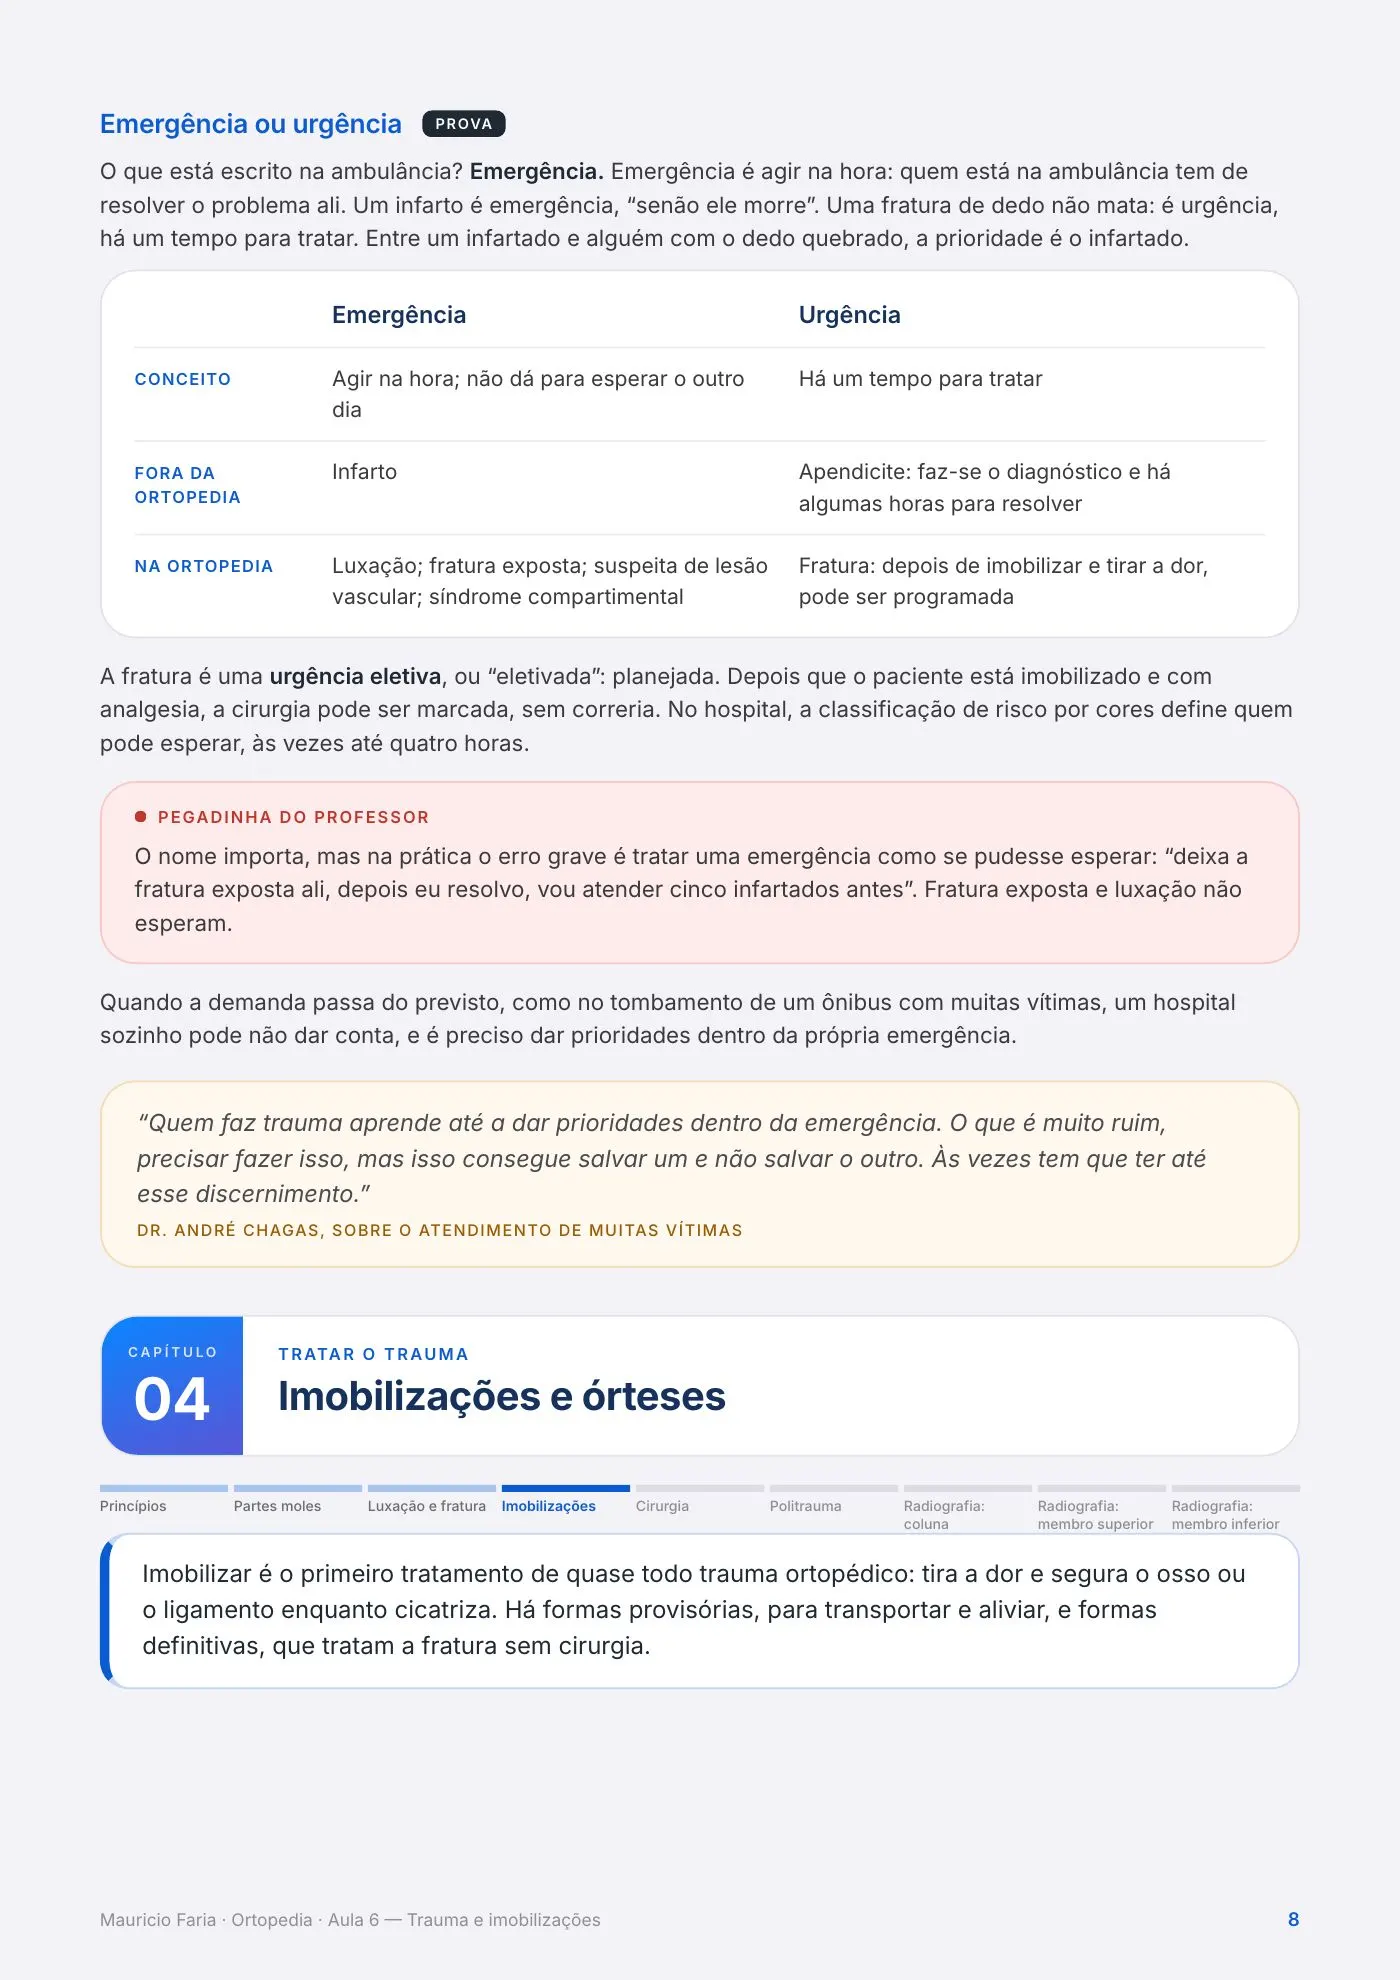 Emergência ou urgência PROVA
O que está escrito na ambulância? Emergência. Emergência é agir na hora: quem está na ambulância tem de
resolver o problema ali. Um infarto é emergência, “senão ele morre”. Uma fratura de dedo não mata: é urgência,
há um tempo para tratar. Entre um infartado e alguém com o dedo quebrado, a prioridade é o infartado.
Emergência Urgência
CONCEITO Agir na hora; não dá para esperar o outro Há um tempo para tratar
dia
FORA DA Infarto Apendicite: faz-se o diagnóstico e há
ORTOPEDIA algumas horas para resolver
NA ORTOPEDIA Luxação; fratura exposta; suspeita de lesão Fratura: depois de imobilizar e tirar a dor,
vascular; síndrome compartimental pode ser programada
A fratura é uma urgência eletiva, ou “eletivada”: planejada. Depois que o paciente está imobilizado e com
analgesia, a cirurgia pode ser marcada, sem correria. No hospital, a classificação de risco por cores define quem
pode esperar, às vezes até quatro horas.
PEGADINHA DO PROFESSOR
O nome importa, mas na prática o erro grave é tratar uma emergência como se pudesse esperar: “deixa a
fratura exposta ali, depois eu resolvo, vou atender cinco infartados antes”. Fratura exposta e luxação não
esperam.
Quando a demanda passa do previsto, como no tombamento de um ônibus com muitas vítimas, um hospital
sozinho pode não dar conta, e é preciso dar prioridades dentro da própria emergência.
“Quem faz trauma aprende até a dar prioridades dentro da emergência. O que é muito ruim,
precisar fazer isso, mas isso consegue salvar um e não salvar o outro. Às vezes tem que ter até
esse discernimento.”
DR. ANDRÉ CHAGAS, SOBRE O ATENDIMENTO DE MUITAS VÍTIMAS
CAPÍTULO
04
TRATAR O TRAUMA
Imobilizações e órteses
Princípios Partes moles Luxação e fratura Imobilizações Cirurgia Politrauma Radiografia: Radiografia: Radiografia:
coluna membro superior membro inferior
Imobilizar é o primeiro tratamento de quase todo trauma ortopédico: tira a dor e segura o osso ou
o ligamento enquanto cicatriza. Há formas provisórias, para transportar e aliviar, e formas
definitivas, que tratam a fratura sem cirurgia.
Mauricio Faria · Ortopedia · Aula 6 — Trauma e imobilizações 8